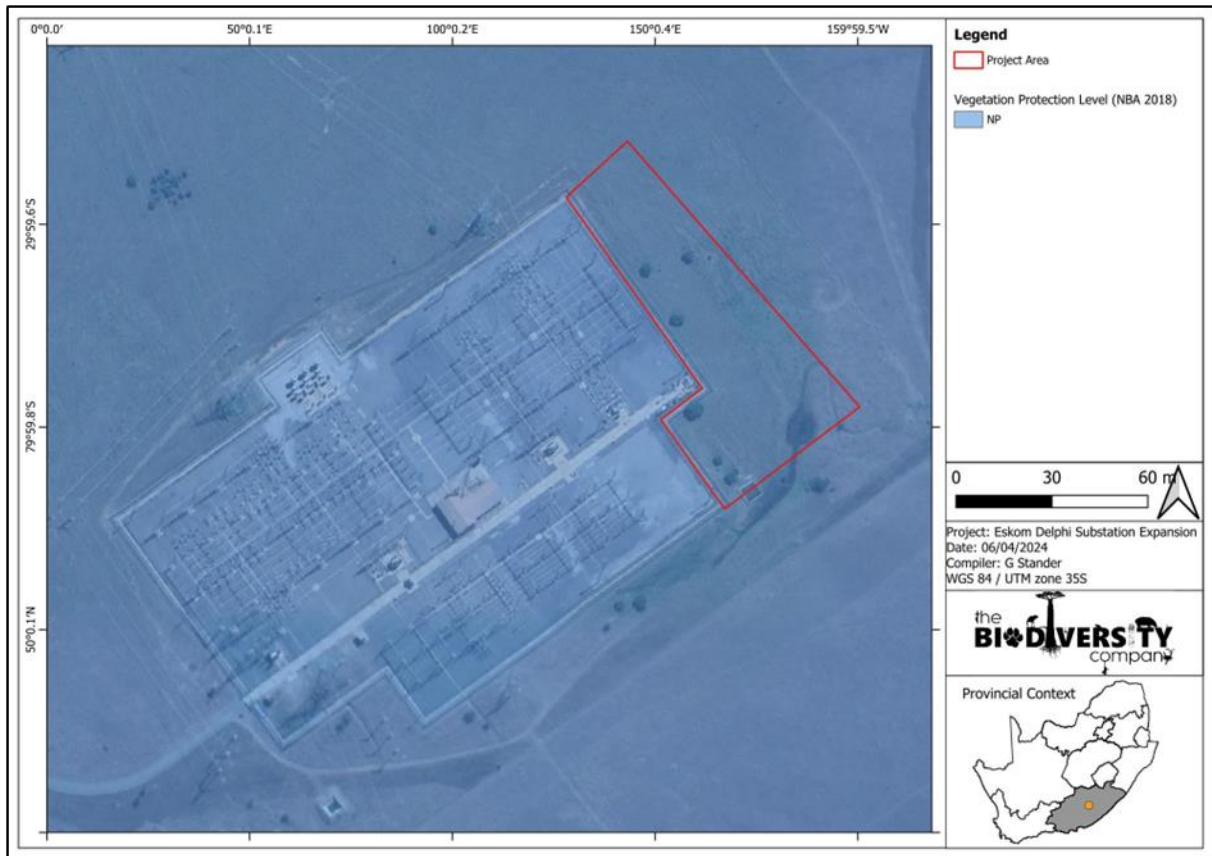 0°0.0'
50°0.1'E
100°0.2'E
150°0.4'E
159°59.5'W
29°59.6'S
79°59.8'S
50°0.1'N
Legend
Project Area
Vegetation Protection Level (NBA 2018)
NP
0 30 60 m
Project: Eskom Delphi Substation Expansion
Date: 06/04/2024
Compiler: G Stander
WGS 84 / UTM zone 35S
the
BIODIVERSITY
company
Provincial Context